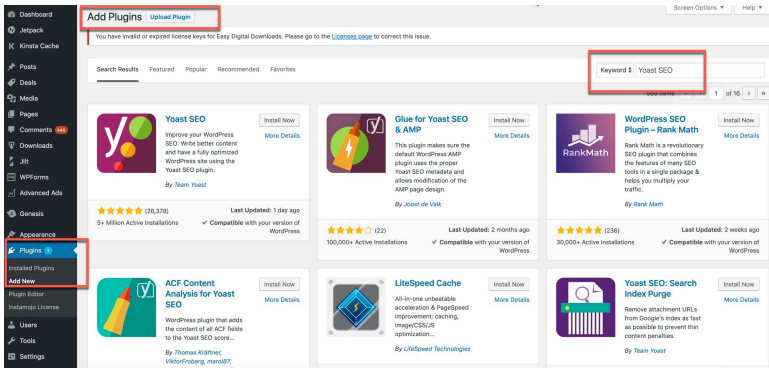 Dashboard
Jetpack
Kinsta Cache
Posts
Deals
Media
Pages
Comments 446
Downloads
Jilt
WPForms
Advanced Ads
Genesis
Appearance
Plugins 1
Installed Plugins
Add New
Plugin Editor
Instamojo License
Users
Tools
Settings
Screen Options ▼
Help ▼
Add Plugins Upload Plugin
You have invalid or expired license keys for Easy Digital Downloads. Please go to the Licenses page to correct this issue.
Search Results Featured Popular Recommended Favorites
Keyword Yoast SEO
items « ‹ 1 of 16 › »
Yoast SEO
Install Now
More Details
Improve your WordPress
SEO: Write better content
and have a fully optimized
WordPress site using the
Yoast SEO plugin.
By Team Yoast
(26,378)
5+ Million Active Installations
Last Updated: 1 day ago
✓ Compatible with your version of
WordPress
Glue for Yoast SEO
& AMP
Install Now
More Details
This plugin makes sure the
default WordPress AMP
plugin uses the proper
Yoast SEO metadata and
allows modification of the
AMP page design.
By Joost de Valk
(22)
100,000+ Active Installations
Last Updated: 2 months ago
✓ Compatible with your version of
WordPress
RankMath
WordPress SEO
Plugin – Rank Math
Install Now
More Details
Rank Math is a revolutionary
SEO plugin that combines
the features of many SEO
tools in a single package &
helps you multiply your
traffic.
By Rank Math
(236)
30,000+ Active Installations
Last Updated: 2 weeks ago
✓ Compatible with your version of
WordPress
ACF Content
Analysis for Yoast
SEO
Install Now
More Details
WordPress plugin that adds
the content of all ACF fields
to the Yoast SEO score...
By Thomas Kräftner,
ViktorFroberg, marol87,
LiteSpeed Cache
Install Now
More Details
All-in-one unbeatable
acceleration & PageSpeed
improvement: caching,
image/CSS/JS
optimization...
By LiteSpeed Technologies
Yoast SEO: Search
Index Purge
Install Now
More Details
Remove attachment URLs
from Google's index as fast
as possible to prevent thin
content penalties.
By Team Yoast